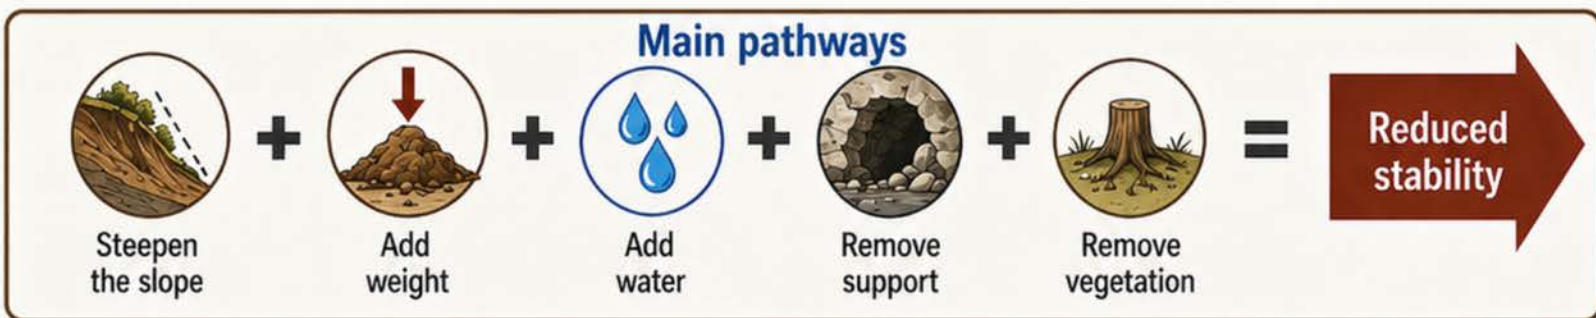 Main pathways
+
+
+
+
=
Steepen
the slope
Add
weight
Add
water
Remove
support
Remove
vegetation
Reduced
stability